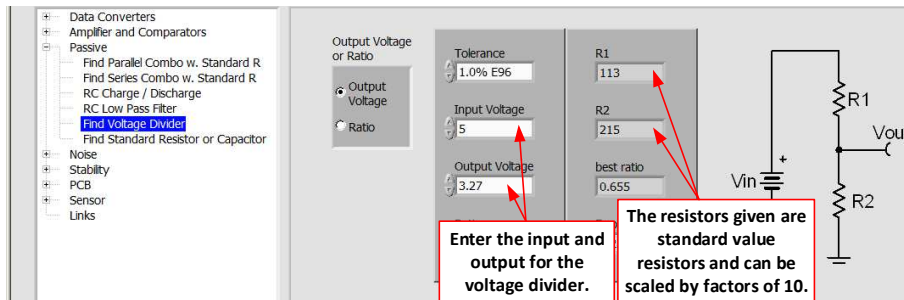 Data Converters
Amplifier and Comparators
Passive
Find Parallel Combo w. Standard R
Find Series Combo w. Standard R
RC Charge / Discharge
RC Low Pass Filter
Find Voltage Divider
Find Standard Resistor or Capacitor
Noise
Stability
PCB
Sensor
Links
Output Voltage
or Ratio
Output
Voltage
Ratio
Tolerance
1.0% E96
Input Voltage
5
Output Voltage
3.27
R1
113
R2
215
best ratio
0.655
Enter the input and
output for the
voltage divider.
The resistors given are
standard value
resistors and can be
scaled by factors of 10.
R1
Vou
Vin
+
R2